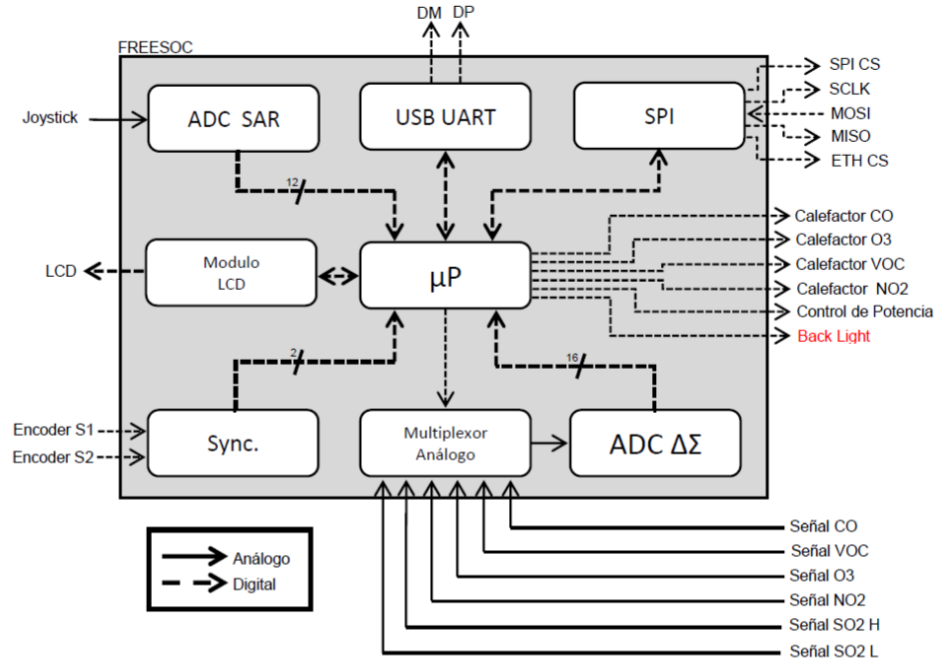 DM DP
FREESOC
Joystick
ADC SAR
USB UART
SPI
SPI CS
SCLK
MOSI
MISO
ETH CS
12
LCD
Modulo
LCD
µP
Calefactor CO
Calefactor O3
Calefactor VOC
Calefactor NO2
Control de Potencia
Back Light
2
16
Encoder S1
Encoder S2
Sync.
Multiplexor
Análogo
ADC ΔΣ
Análogo
Digital
Señal CO
Señal VOC
Señal O3
Señal NO2
Señal SO2 H
Señal SO2 L